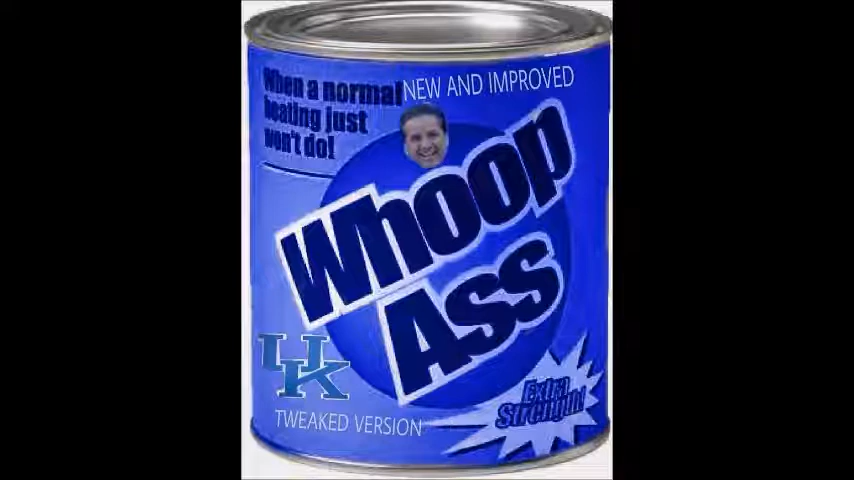 When a normal
beating just
won't do!
NEW AND IMPROVED
Whoop
Ass
UK
TWEAKED VERSION
Extra
Strength!